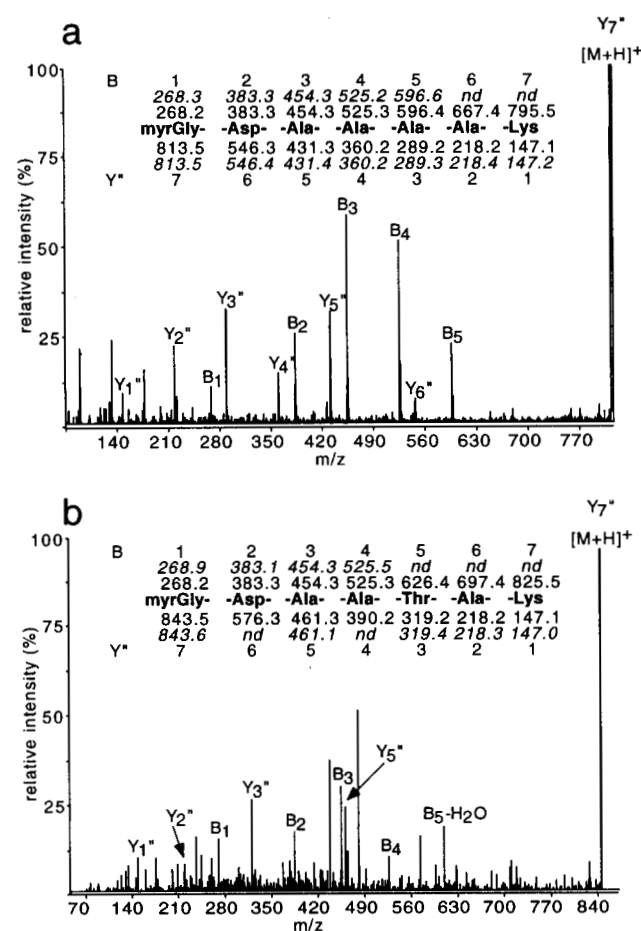 a
Y7"
[M+H]+
B 1 2 3 4 5 6 7
268.3 383.3 454.3 525.2 596.6 nd nd
268.2 383.3 454.3 525.3 596.4 667.4 795.5
myrGly- -Asp- -Ala- -Ala- -Ala- -Ala- -Lys
813.5 546.3 431.3 360.2 289.2 218.2 147.1
813.5 546.4 431.4 360.2 289.3 218.4 147.2
Y" 7 6 5 4 3 2 1
100
75
50
25
relative intensity (%)
Y1"
Y2"
B1
Y3"
Y4"
B2
Y5"
B3
B4
Y6"
B5
140 210 280 350 420 490 560 630 700 770
m/z
b
Y7"
[M+H]+
B 1 2 3 4 5 6 7
268.9 383.1 454.3 525.5 nd nd nd
268.2 383.3 454.3 525.3 626.4 697.4 825.5
myrGly- -Asp- -Ala- -Ala- -Thr- -Ala- -Lys
843.5 576.3 461.3 390.2 319.2 218.2 147.1
843.6 nd 461.1 nd 319.4 218.3 147.0
Y" 7 6 5 4 3 2 1
100
75
50
25
relative intensity (%)
Y1"
Y2"
B1
Y3"
B2
B3
Y5"
B4
B5-H2O
70 140 210 280 350 420 490 560 630 700 770 840
m/z